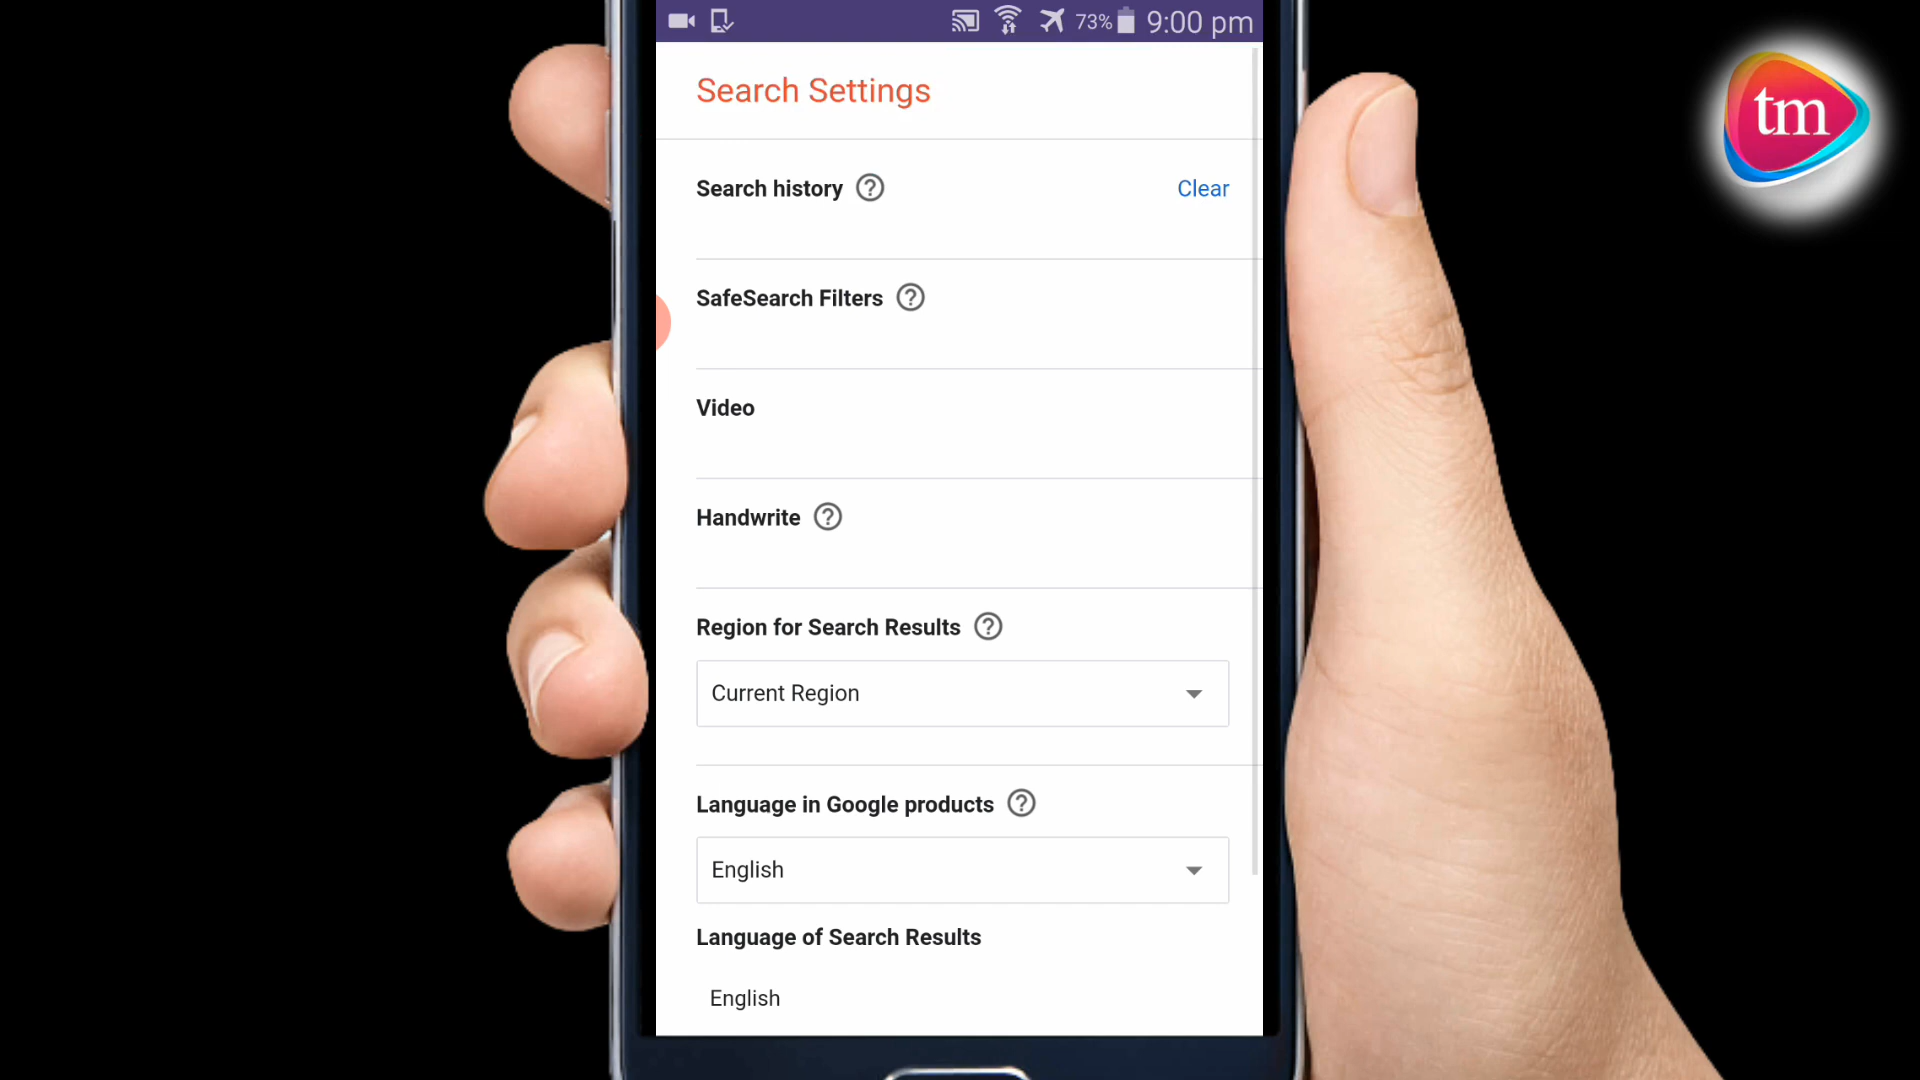 73% 9:00 pm
tm
Search Settings
Search history
Clear
SafeSearch Filters
Video
Handwrite
Region for Search Results
Current Region
Language in Google products
English
Language of Search Results
English